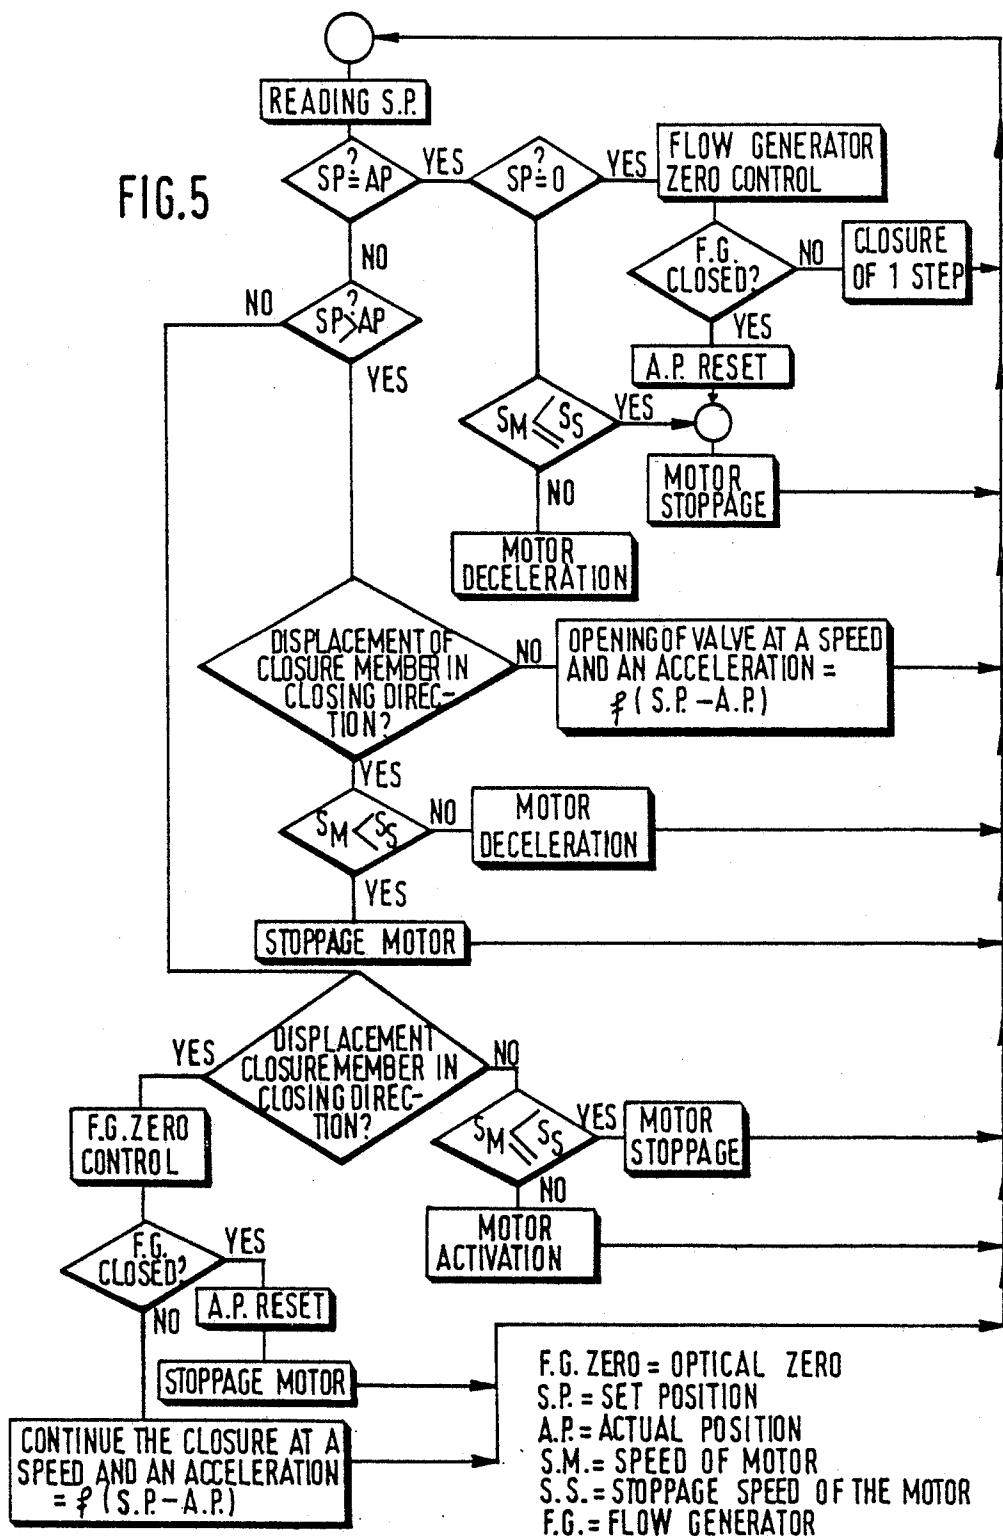 READING S.P.
FIG.5
?
SP=AP
YES
?
SP=0
YES
FLOW GENERATOR
ZERO CONTROL
NO
F.G.
CLOSED?
NO
CLOSURE
OF 1 STEP
YES
NO
?
SP>AP
YES
A.P. RESET
SM ≤ SS
YES
NO
MOTOR
STOPPAGE
MOTOR
DECELERATION
DISPLACEMENT OF
CLOSURE MEMBER IN
CLOSING DIREC-
TION?
NO
OPENING OF VALVE AT A SPEED
AND AN ACCELERATION =
f (S.P. - A.P.)
YES
SM < SS
NO
MOTOR
DECELERATION
YES
STOPPAGE MOTOR
DISPLACEMENT
CLOSURE MEMBER IN
CLOSING DIREC-
TION?
YES
NO
F.G. ZERO
CONTROL
SM ≤ SS
YES
MOTOR
STOPPAGE
NO
MOTOR
ACTIVATION
F.G.
CLOSED?
YES
NO
A.P. RESET
STOPPAGE MOTOR
CONTINUE THE CLOSURE AT A
SPEED AND AN ACCELERATION
= f (S.P. - A.P.)
F.G. ZERO = OPTICAL ZERO
S.P. = SET POSITION
A.P. = ACTUAL POSITION
S.M. = SPEED OF MOTOR
S.S. = STOPPAGE SPEED OF THE MOTOR
F.G. = FLOW GENERATOR